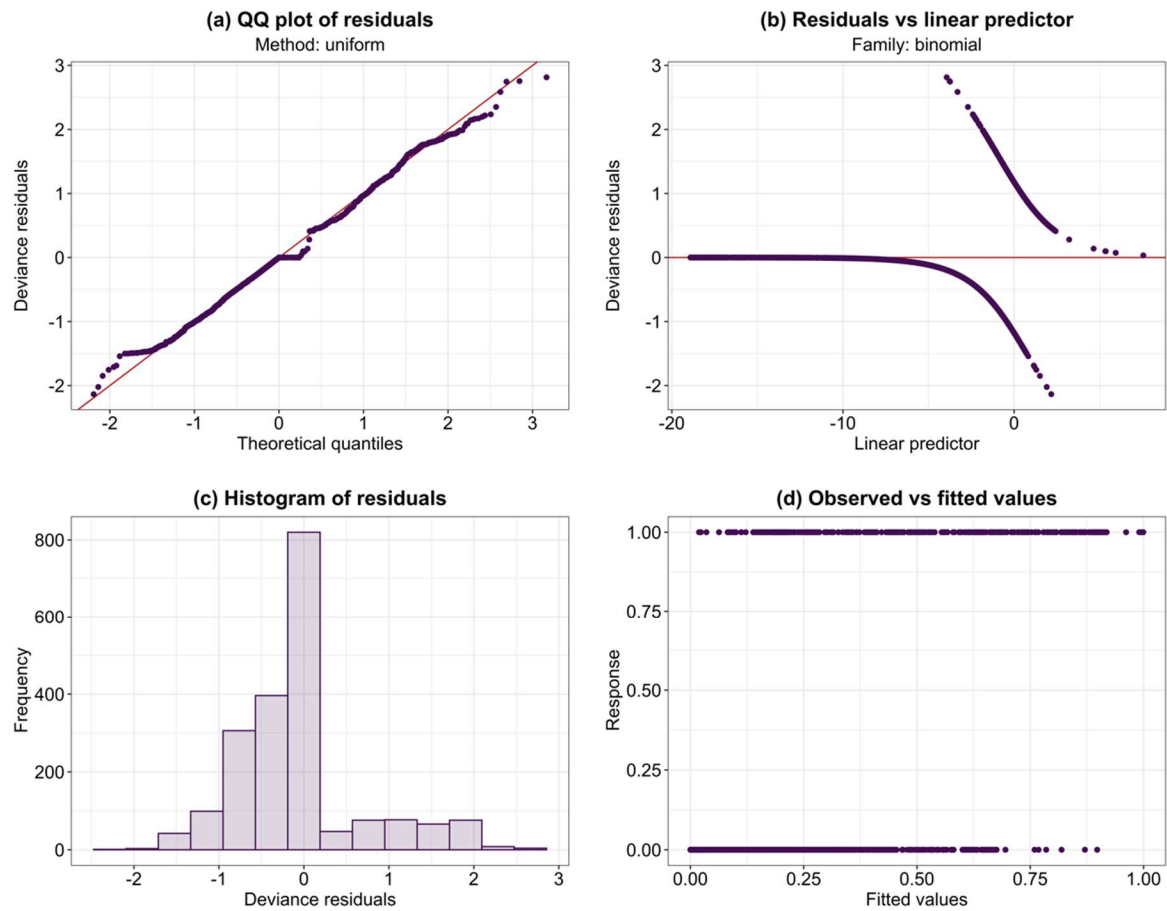 (a) QQ plot of residuals
Method: uniform
3
2
1
0
-1
-2
Deviance residuals
-2 -1 0 1 2 3
Theoretical quantiles
(b) Residuals vs linear predictor
Family: binomial
3
2
1
0
-1
-2
Deviance residuals
-20 -10 0
Linear predictor
(c) Histogram of residuals
800
600
400
200
0
Frequency
-2 -1 0 1 2 3
Deviance residuals
(d) Observed vs fitted values
1.00
0.75
0.50
0.25
0.00
Response
0.00 0.25 0.50 0.75 1.00
Fitted values